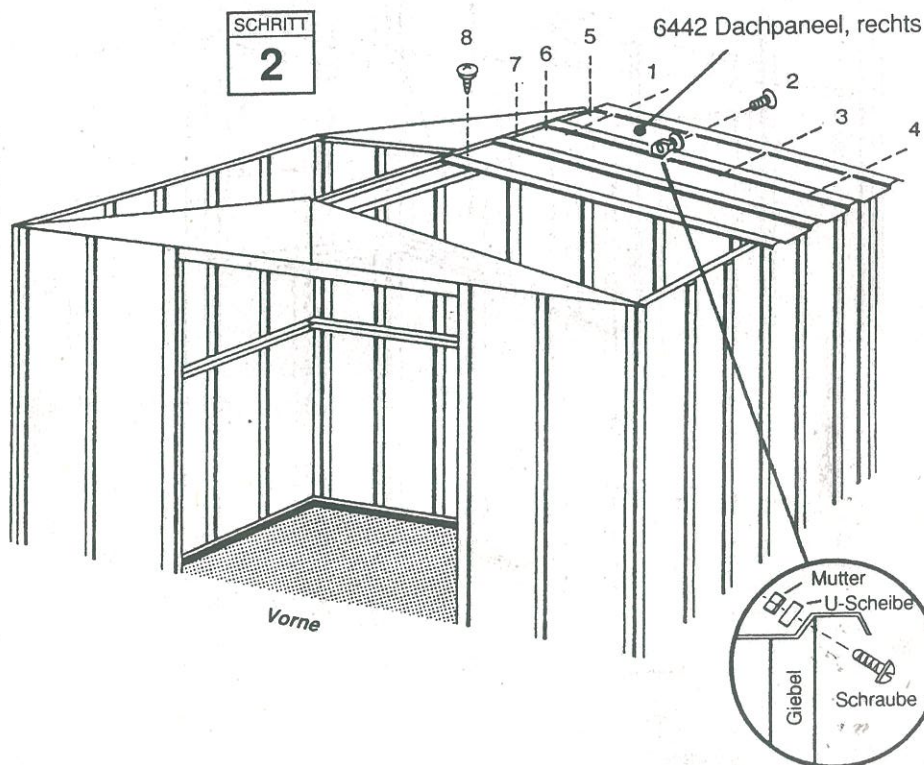 SCHRITT
2
6442 Dachpaneel, rechts
8
7
6
5
1
2
3
4
Vorne
Mutter
U-Scheibe
Giebel
Schraube